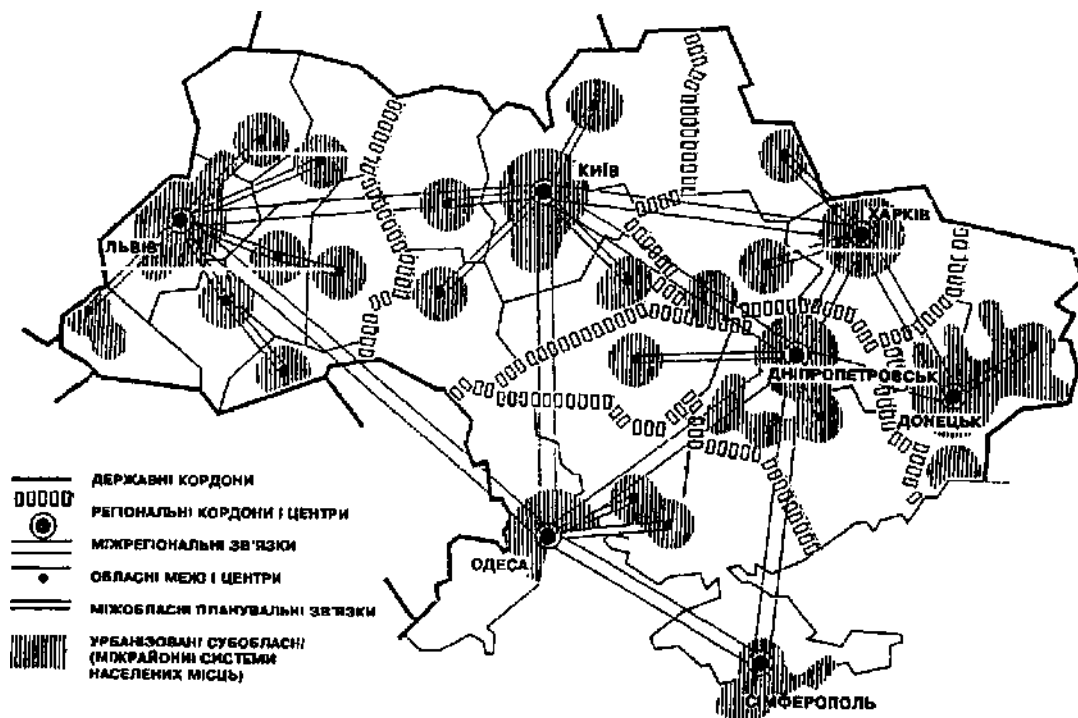 КИЇВ
ХАРКІВ
ЛЬВІВ
ДНІПРОПЕТРОВСЬК
ДОНЕЦЬК
ОДЕСА
СІМФЕРОПОЛЬ
ДЕРЖАВНІ КОРДОНИ
РЕГІОНАЛЬНІ КОРДОНИ І ЦЕНТРИ
МІЖРЕГІОНАЛЬНІ ЗВ'ЯЗКИ
ОБЛАСНІ МЕЖІ І ЦЕНТРИ
МІЖОБЛАСНІ ПЛАНУВАЛЬНІ ЗВ'ЯЗКИ
УРБАНІЗОВАНІ СУБОБЛАСНІ
(МІЖРАЙОННІ СИСТЕМИ
НАСЕЛЕНИХ МІСЦЬ)